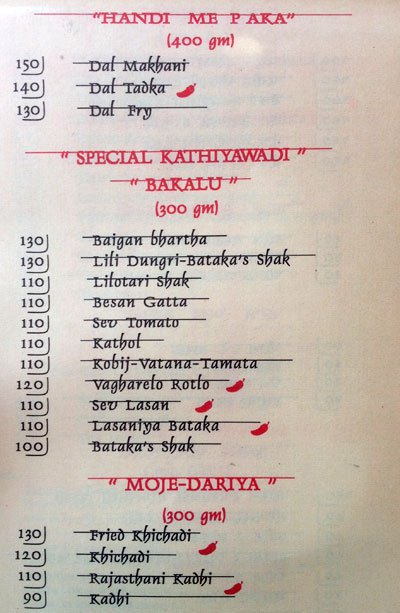 "HANDI ME PAKA"
(400 gm)
150 Dal Makhani
140 Dal Tadka
130 Dal Fry
" SPECIAL KATHIYAWADI "
" BAKALU "
(300 gm)
130 Baigan bhartha
130 Lili Dungri-Bataka's Shak
110 Lilotari Shak
110 Besan Gatta
110 Sev Tomato
110 Kathol
110 Kobij-Vatana-Tamata
120 Vagharelo Rotlo
110 Sev Lasan
110 Lasaniya Bataka
100 Bataka's Shak
" MOJE-DARIYA "
(300 gm)
130 Fried Khichadi
120 Khichadi
110 Rajasthani Kadhi
90 Kadhi